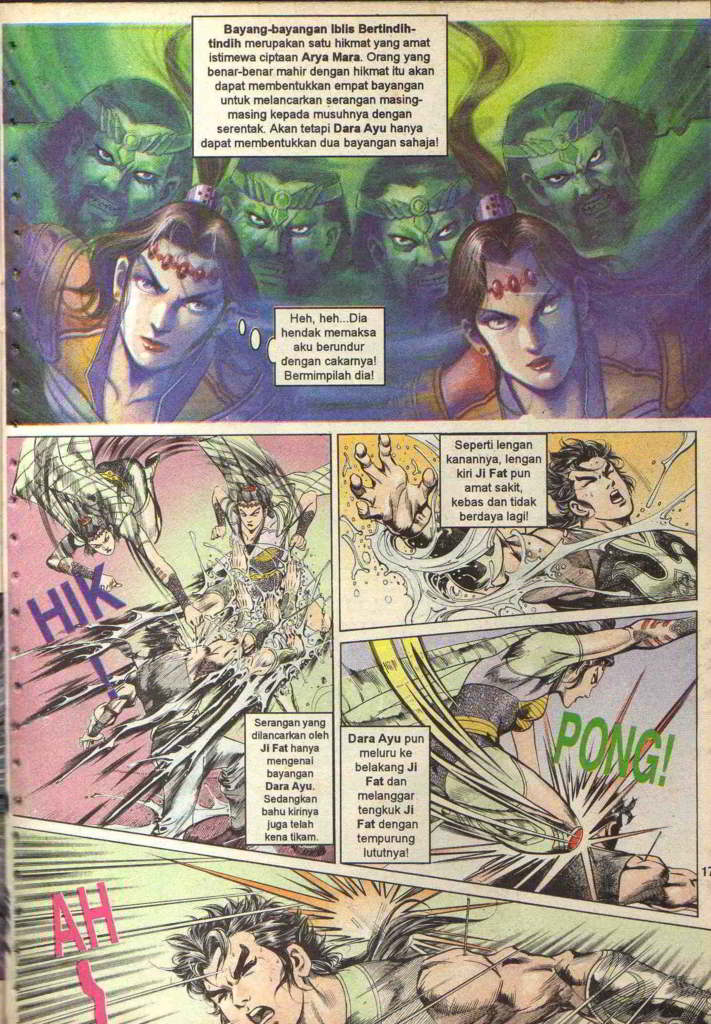 Bayang-bayangan Iblis Bertindih-
tindih merupakan satu hikmat yang amat
istimewa ciptaan Arya Mara. Orang yang
benar-benar mahir dengan hikmat itu akan
dapat membentukkan empat bayangan
untuk melancarkan serangan masing-
masing kepada musuhnya dengan
serentak. Akan tetapi Dara Ayu hanya
dapat membentukkan dua bayangan sahaja!
Heh, heh...Dia
hendak memaksa
aku berundur
dengan cakarnya!
Bermimpilah dia!
HIK
!
Serangan yang
dilancarkan oleh
Ji Fat hanya
mengenai
bayangan
Dara Ayu.
Sedangkan
bahu kirinya
juga telah
kena tikam.
Seperti lengan
kanannya, lengan
kiri Ji Fat pun
amat sakit,
kebas dan tidak
berdaya lagi!
Dara Ayu pun
meluru ke
belakang Ji
Fat dan
melanggar
tengkuk Ji
Fat dengan
tempurung
lututnya!
PONG!
AH